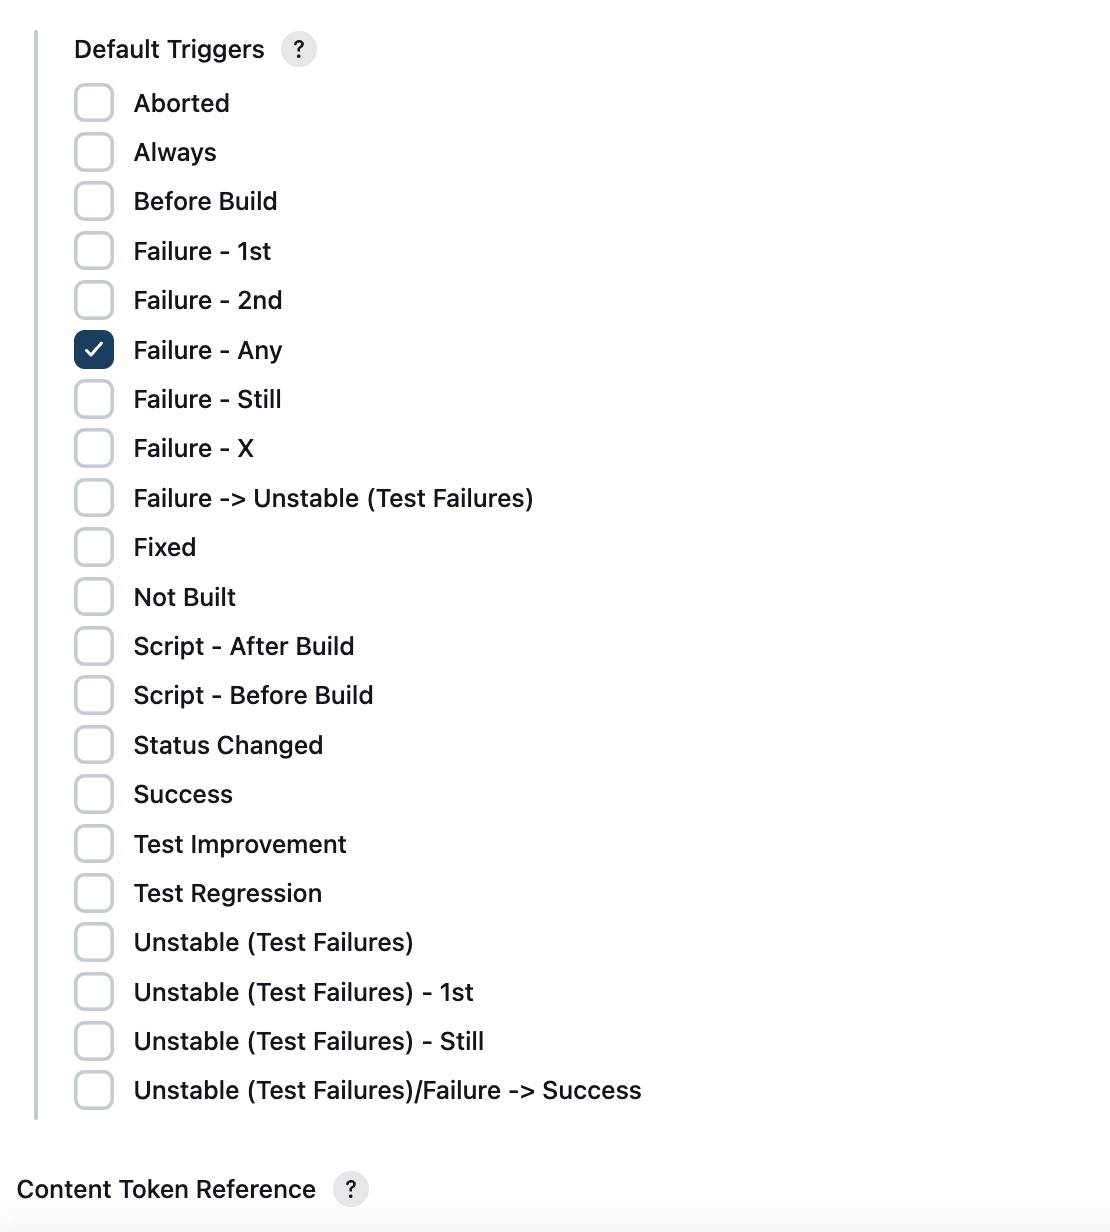 Default Triggers ?
Aborted
Always
Before Build
Failure - 1st
Failure - 2nd
Failure - Any
Failure - Still
Failure - X
Failure -> Unstable (Test Failures)
Fixed
Not Built
Script - After Build
Script - Before Build
Status Changed
Success
Test Improvement
Test Regression
Unstable (Test Failures)
Unstable (Test Failures) - 1st
Unstable (Test Failures) - Still
Unstable (Test Failures)/Failure -> Success
Content Token Reference ?